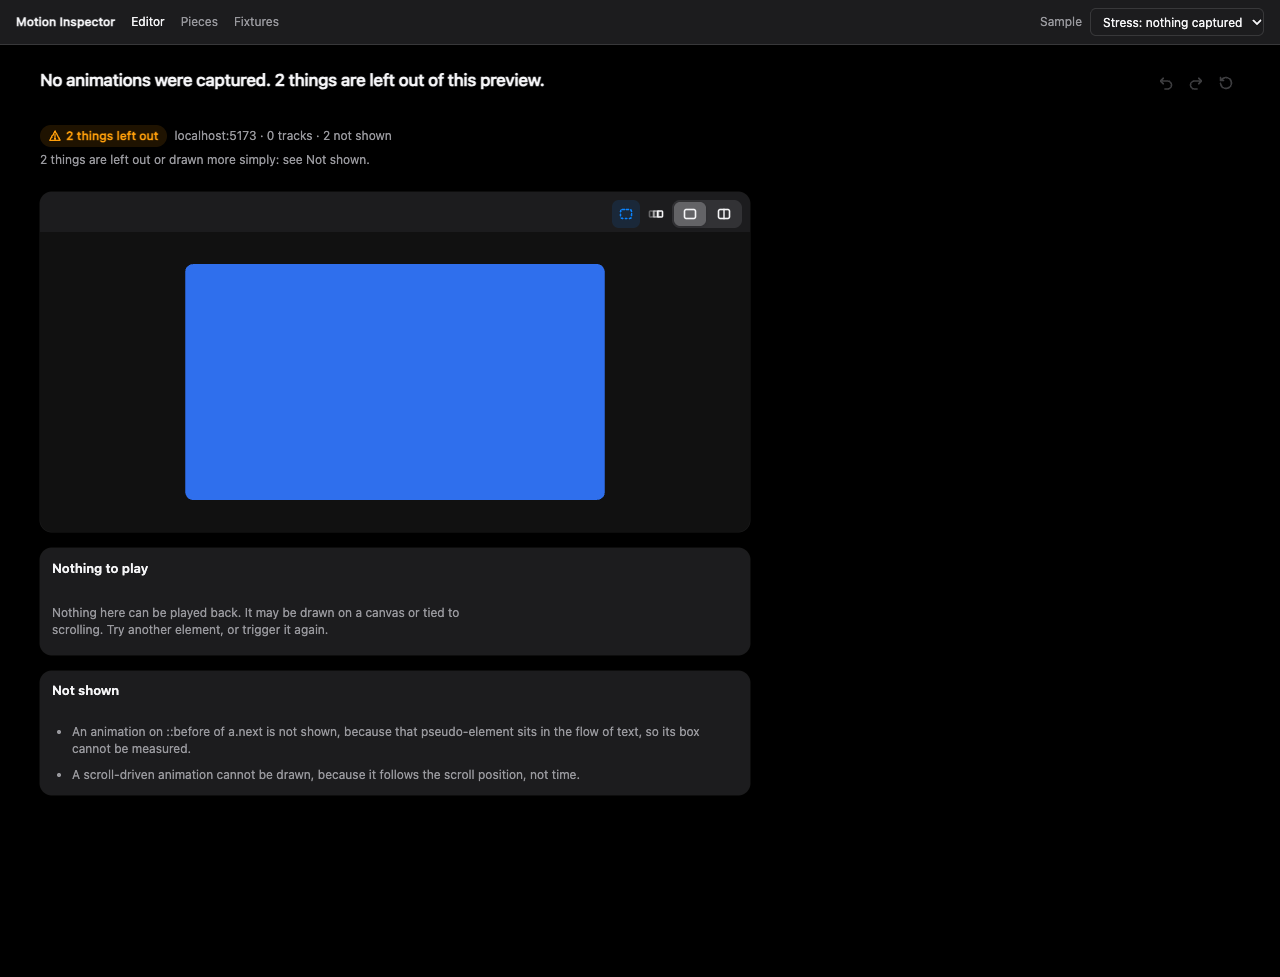 Motion Inspector Editor Pieces Fixtures Sample Stress: nothing captured
No animations were captured. 2 things are left out of this preview.
2 things left out localhost:5173 · 0 tracks · 2 not shown
2 things are left out or drawn more simply: see Not shown.
Nothing to play
Nothing here can be played back. It may be drawn on a canvas or tied to
scrolling. Try another element, or trigger it again.
Not shown
• An animation on ::before of a.next is not shown, because that pseudo-element sits in the flow of text, so its box
cannot be measured.
• A scroll-driven animation cannot be drawn, because it follows the scroll position, not time.